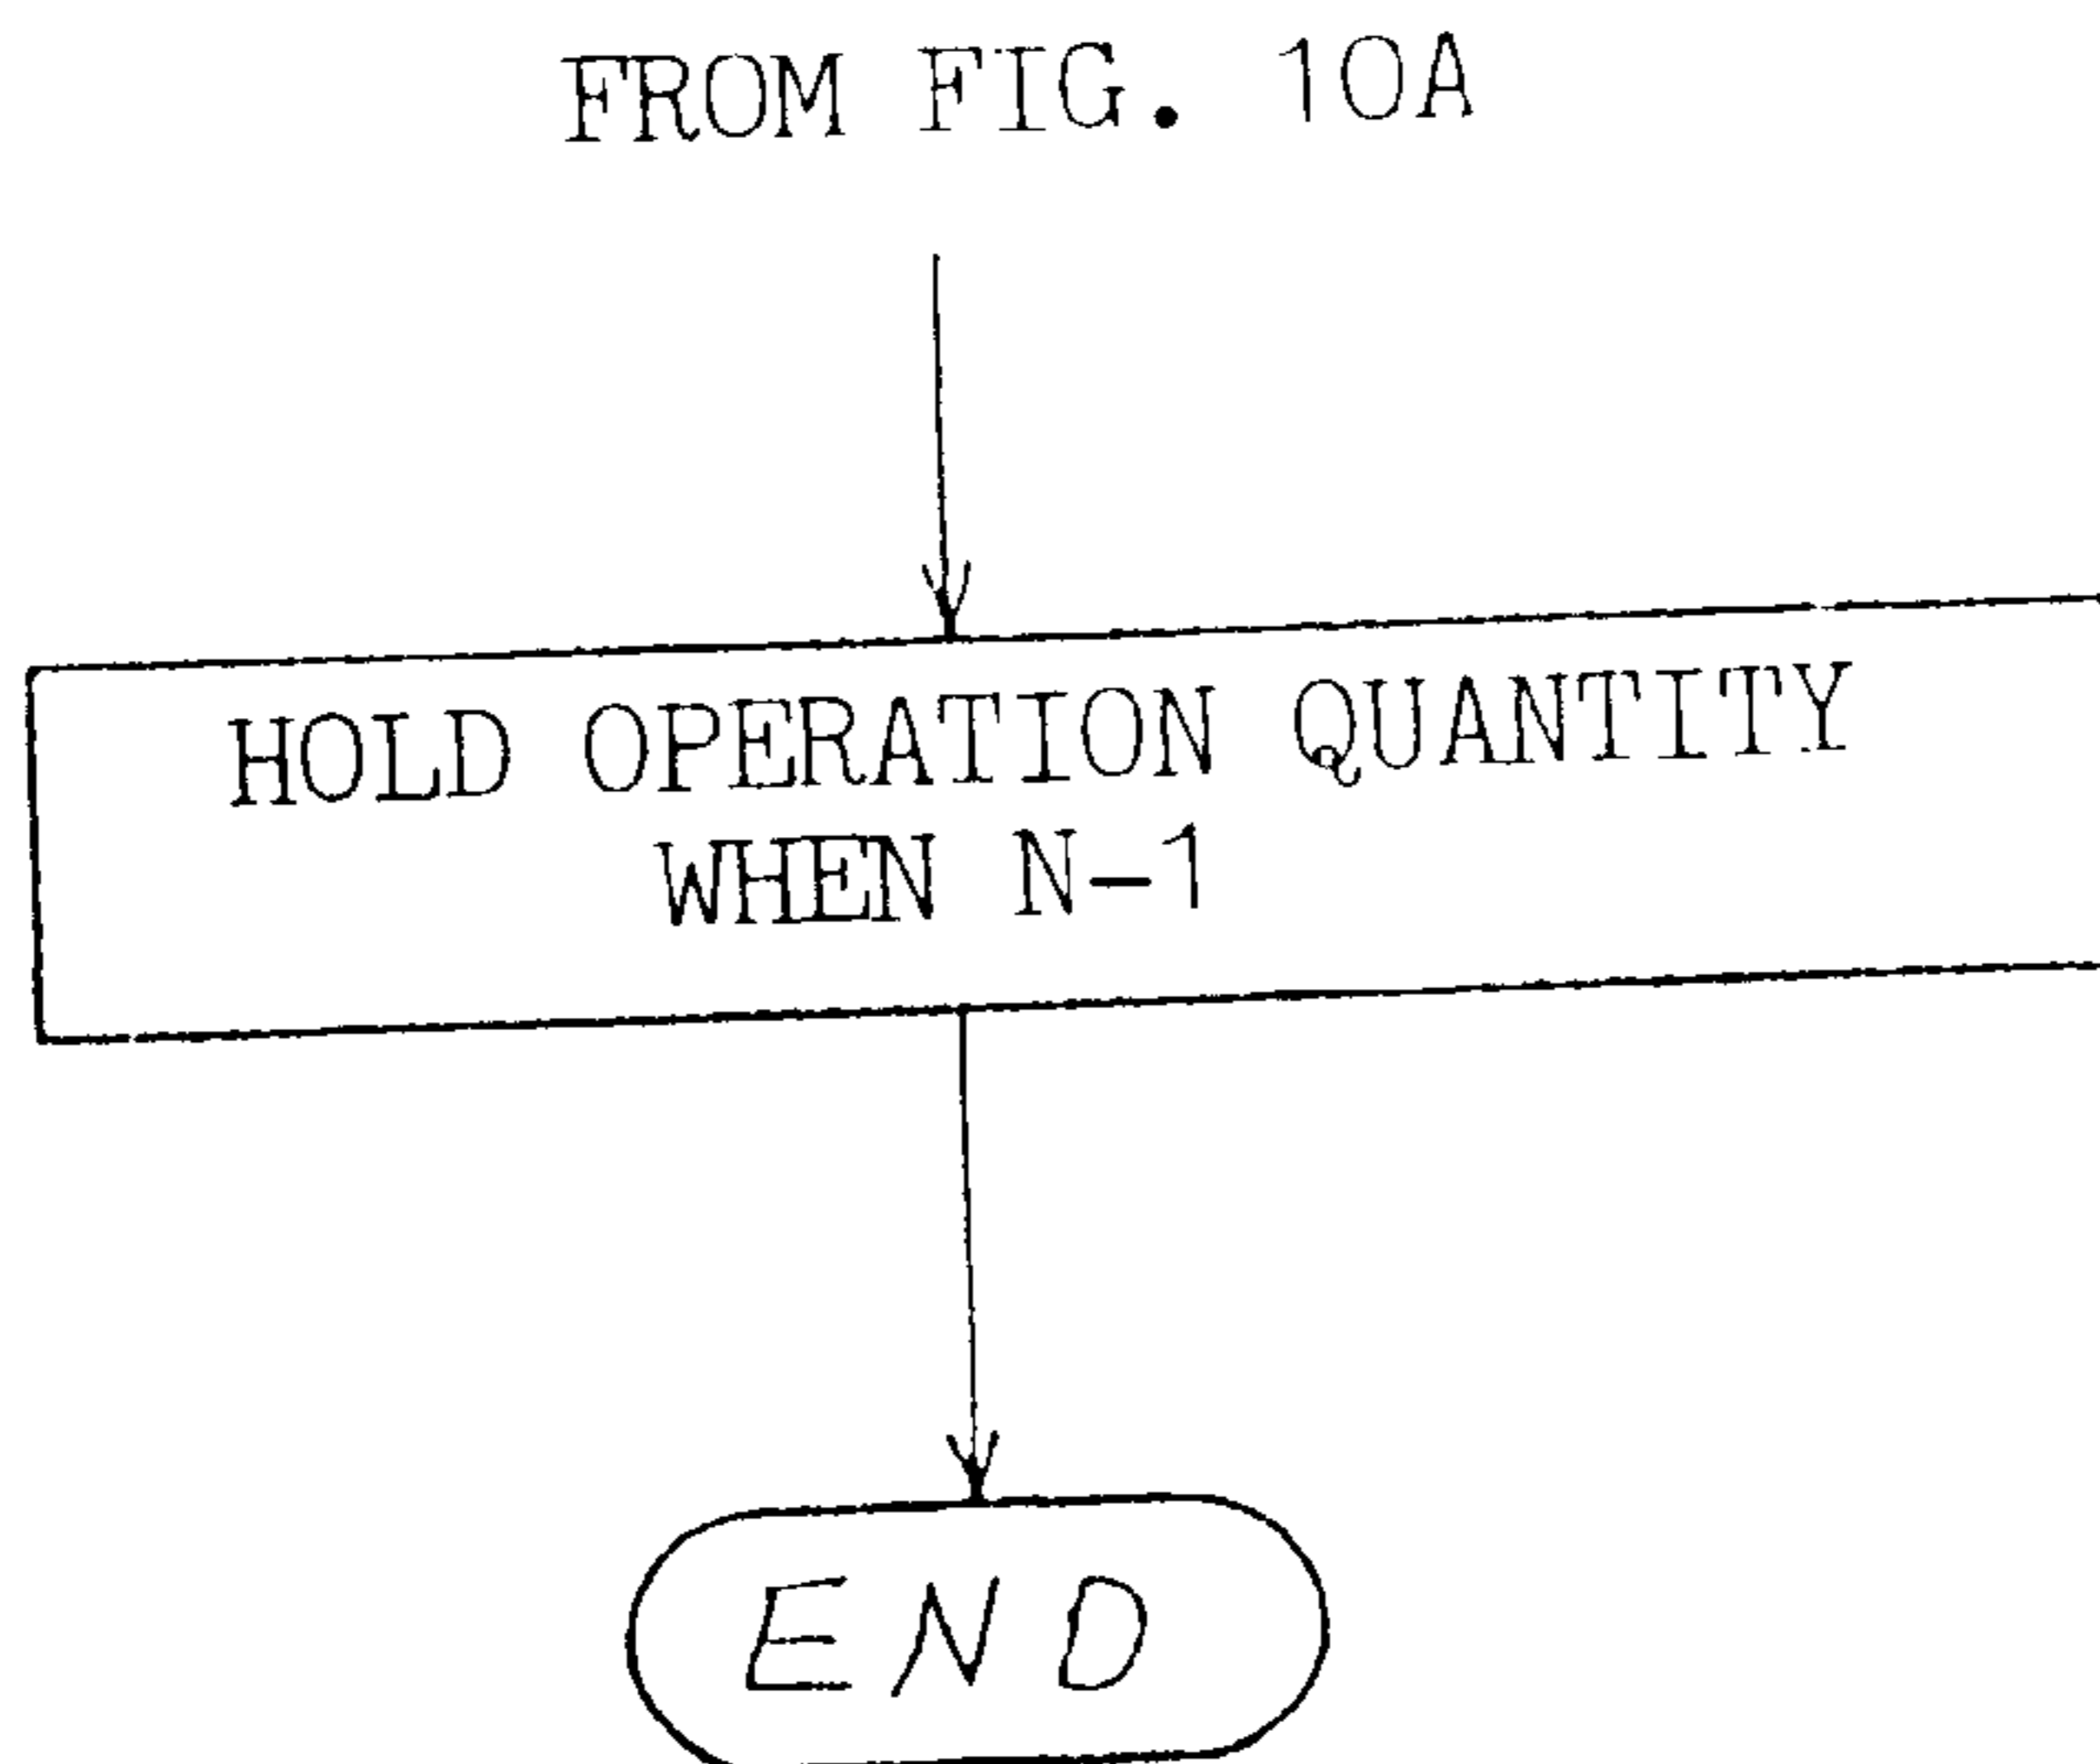 FROM FIG. 10A
HOLD OPERATION QUANTITY
WHEN N-1
END